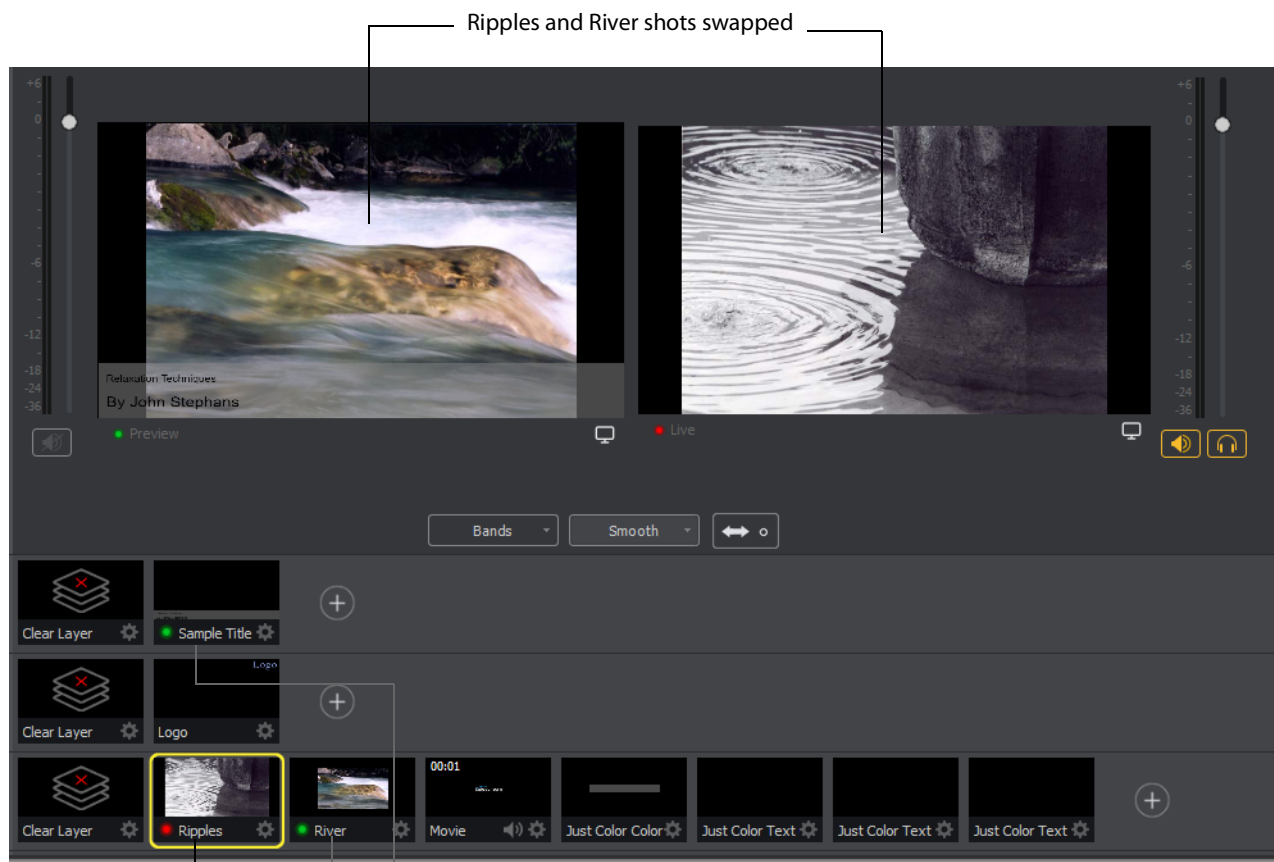 Ripples and River shots swapped
+6
-
0
-
-
-
-6
-
-12
-
-18
-24
-36
+6
-
0
-
-
-
-6
-
-12
-
-18
-24
-36
Relaxation Techniques
By John Stephans
Preview
Live
Bands
Smooth
Clear Layer
Sample Title
Logo
Clear Layer
Logo
00:01
Clear Layer
Ripples
River
Movie
Just Color Color
Just Color Text
Just Color Text
Just Color Text